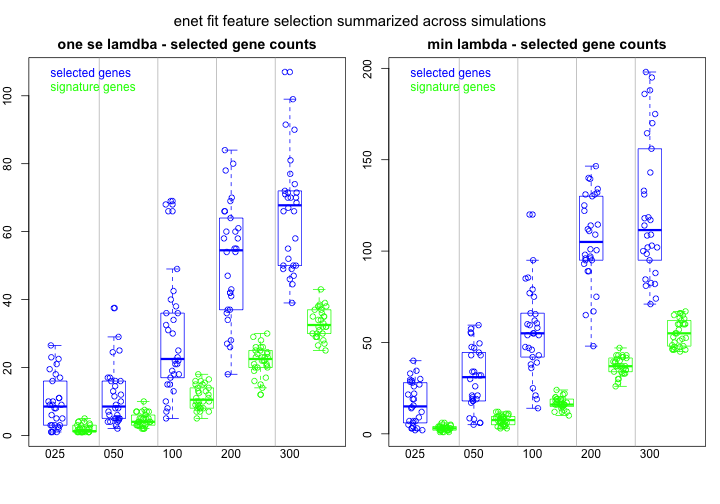 enet fit feature selection summarized across simulations
one se lamdba - selected gene counts
min lambda - selected gene counts
selected genes
signature genes
selected genes
signature genes
0
20
40
60
80
100
0
50
100
150
200
025 050 100 200 300
025 050 100 200 300